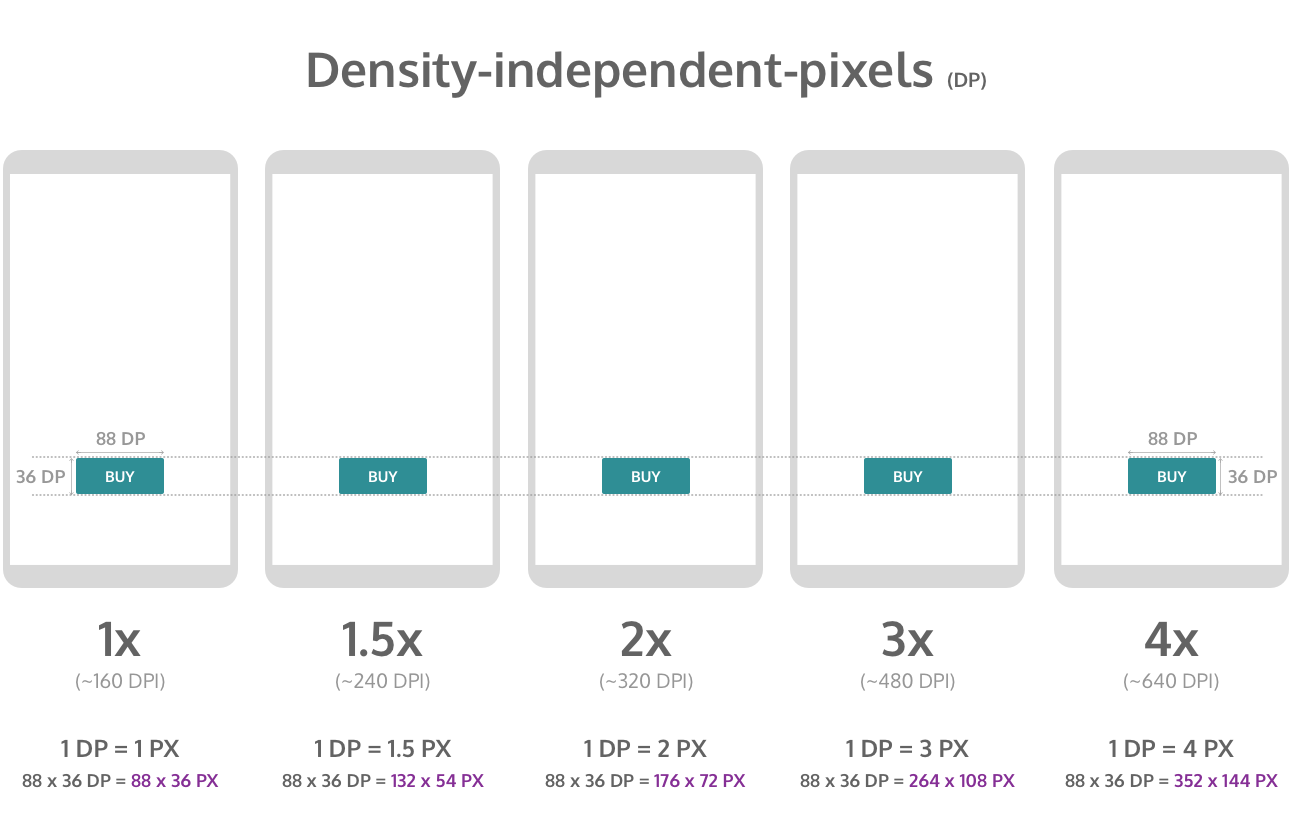 Density-independent-pixels (DP)
88 DP
88 DP
36 DP
BUY
BUY
BUY
BUY
BUY
36 DP
1x
1.5x
2x
3x
4x
(~160 DPI)
(~240 DPI)
(~320 DPI)
(~480 DPI)
(~640 DPI)
1 DP = 1 PX
1 DP = 1.5 PX
1 DP = 2 PX
1 DP = 3 PX
1 DP = 4 PX
88 x 36 DP = 88 x 36 PX
88 x 36 DP = 132 x 54 PX
88 x 36 DP = 176 x 72 PX
88 x 36 DP = 264 x 108 PX
88 x 36 DP = 352 x 144 PX